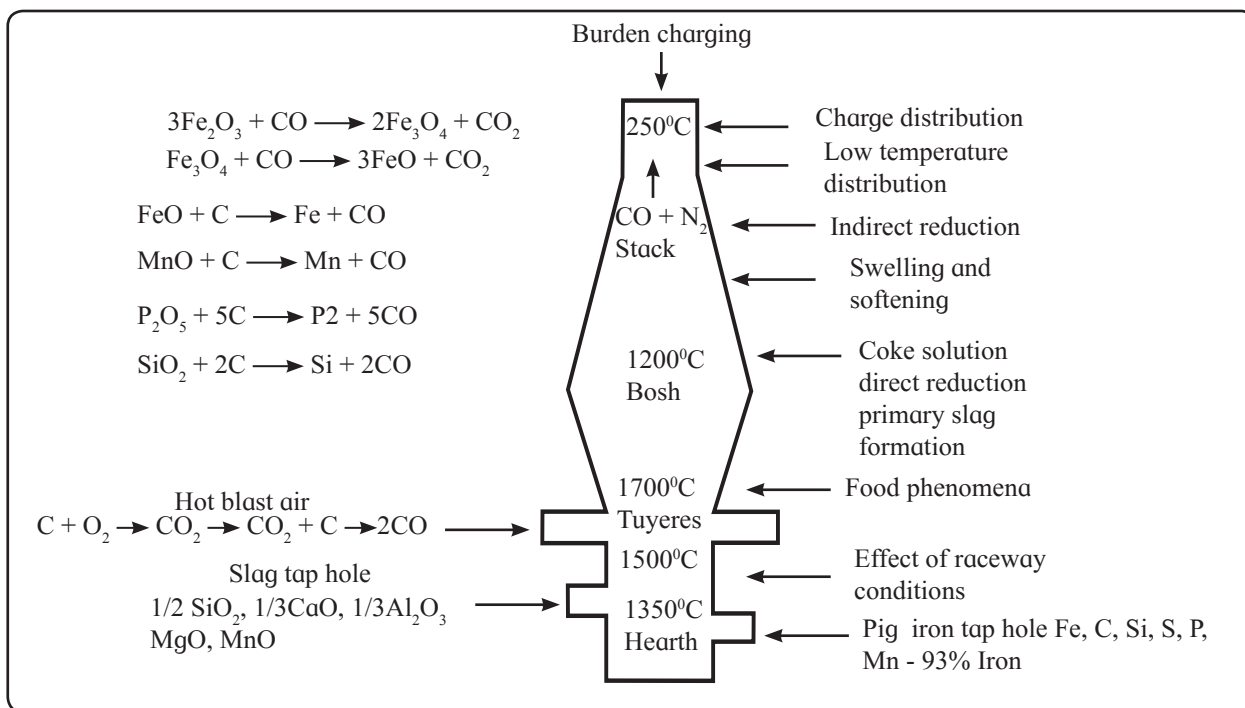 Burden charging
3Fe₂O₃ + CO → 2Fe₃O₄ + CO₂
Fe₃O₄ + CO → 3FeO + CO₂
FeO + C → Fe + CO
MnO + C → Mn + CO
P₂O₅ + 5C → P2 + 5CO
SiO₂ + 2C → Si + 2CO
Hot blast air
C + O₂ → CO₂ → CO₂ + C → 2CO
Slag tap hole
1/2 SiO₂, 1/3CaO, 1/3Al₂O₃
MgO, MnO
250⁰C
CO + N₂
Stack
1200⁰C
Bosh
1700⁰C
Tuyeres
1500⁰C
1350⁰C
Hearth
Charge distribution
Low temperature
distribution
Indirect reduction
Swelling and
softening
Coke solution
direct reduction
primary slag
formation
Food phenomena
Effect of raceway
conditions
Pig iron tap hole Fe, C, Si, S, P,
Mn - 93% Iron